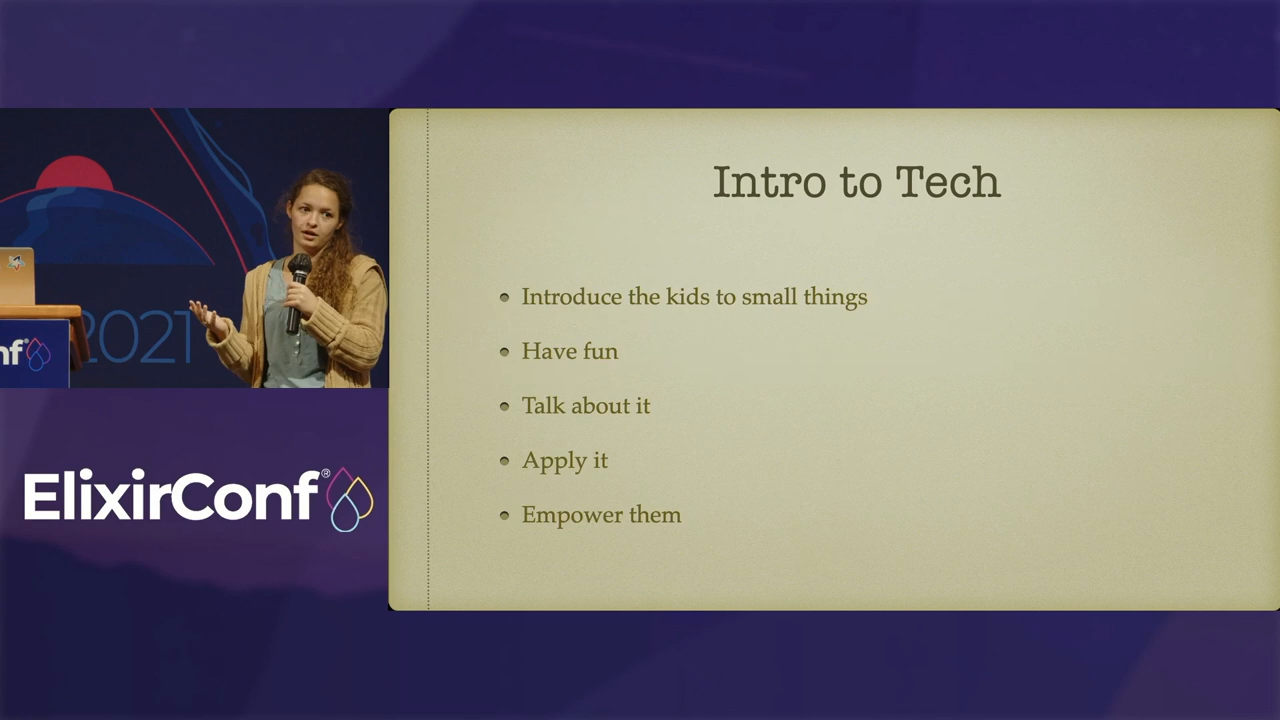 Intro to Tech
Introduce the kids to small things
Have fun
Talk about it
Apply it
Empower them
2021
nf
ElixirConf®